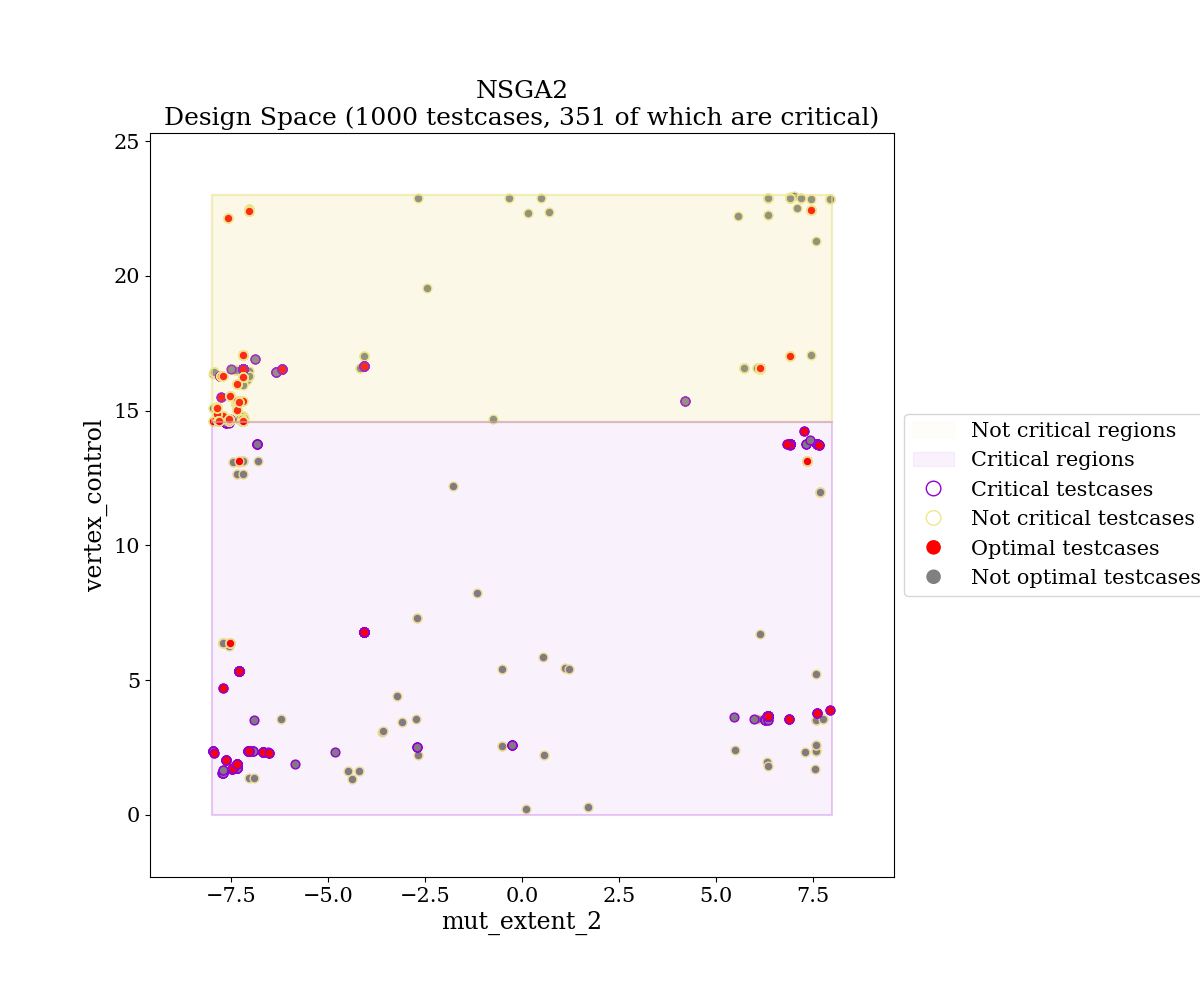 NSGA2
Design Space (1000 testcases, 351 of which are critical)
25
20
15
10
5
0
vertex_control
−7.5
−5.0
−2.5
0.0
2.5
5.0
7.5
mut_extent_2
Not critical regions
Critical regions
Critical testcases
Not critical testcases
Optimal testcases
Not optimal testcases